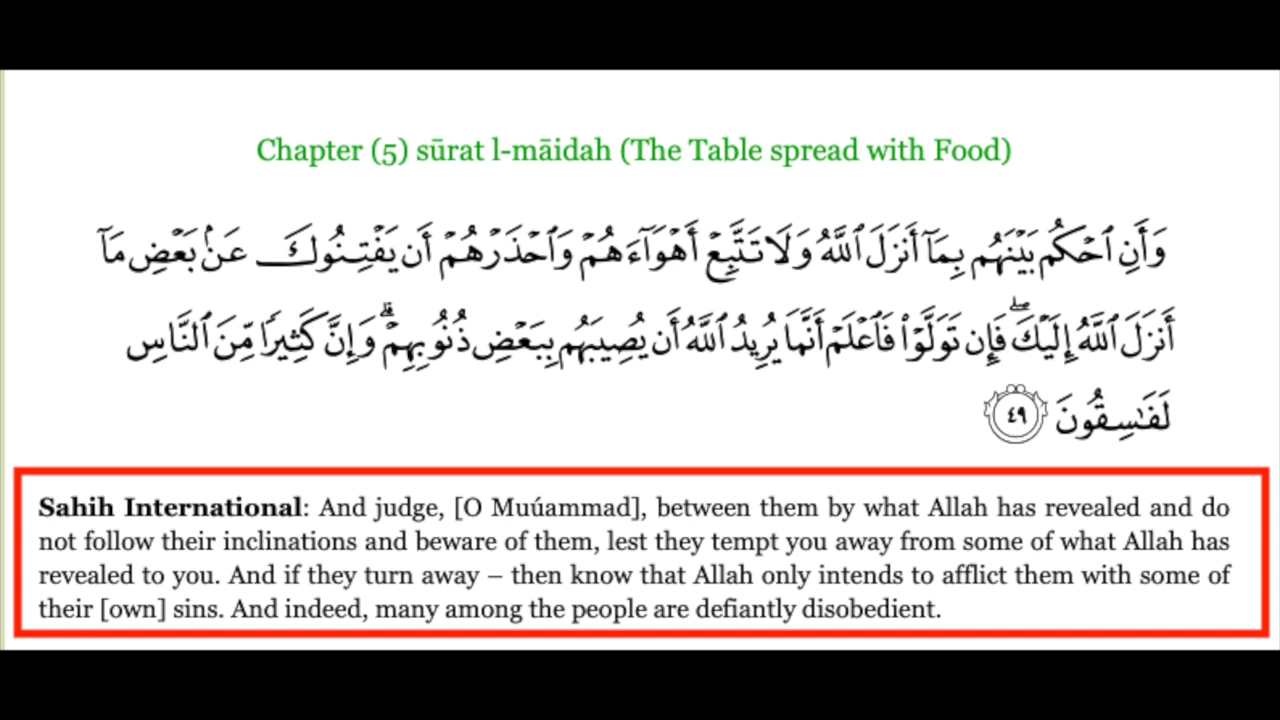 Chapter (5) sūrat l-māidah (The Table spread with Food)
وَأَنِ ٱحۡكُم بَيۡنَهُم بِمَآ أَنزَلَ ٱللَّهُ وَلَا تَتَّبِعۡ أَهۡوَآءَهُمۡ وَٱحۡذَرۡهُمۡ أَن يَفۡتِنُوكَ عَنۢ بَعۡضِ مَآ
أَنزَلَ ٱللَّهُ إِلَيۡكَۖ فَإِن تَوَلَّوۡاْ فَٱعۡلَمۡ أَنَّمَا يُرِيدُ ٱللَّهُ أَن يُصِيبَهُم بِبَعۡضِ ذُنُوبِهِمۡۗ وَإِنَّ كَثِيرٗا مِّنَ ٱلنَّاسِ
لَفَٰسِقُونَ ٤٩
Sahih International: And judge, [O Muúammad], between them by what Allah has revealed and do
not follow their inclinations and beware of them, lest they tempt you away from some of what Allah has
revealed to you. And if they turn away – then know that Allah only intends to afflict them with some of
their [own] sins. And indeed, many among the people are defiantly disobedient.